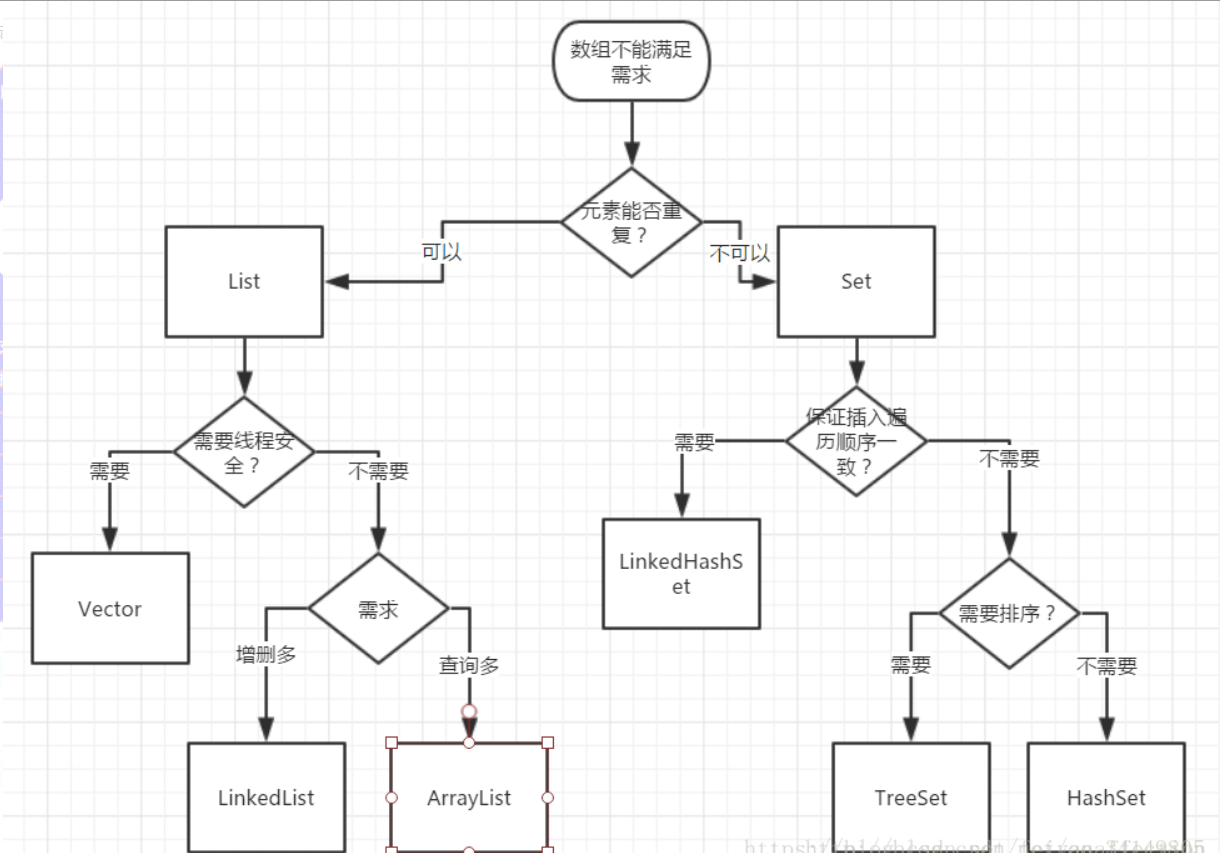 数组不能满足
需求
元素能否重
复？
可以
不可以
List
Set
需要线程安
全？
保证插入遍
历顺序一
致？
需要
不需要
需要
不需要
Vector
需求
LinkedHashS
et
需要排序？
增删多
查询多
需要
不需要
LinkedList
ArrayList
TreeSet
HashSet